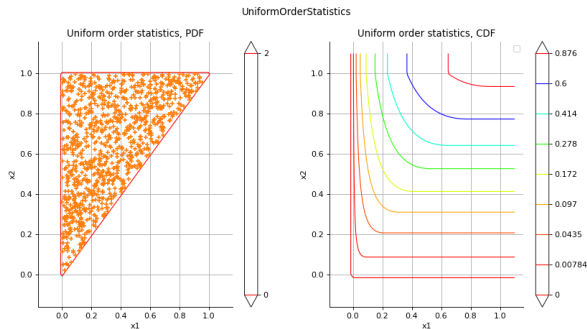 UniformOrderStatistics
Uniform order statistics, PDF
Uniform order statistics, CDF
1.0
0.8
0.6
0.4
0.2
0.0
x2
0.0 0.2 0.4 0.6 0.8 1.0
x1
2
0
1.0
0.8
0.6
0.4
0.2
0.0
x2
0.0 0.2 0.4 0.6 0.8 1.0
x1
0.876
0.6
0.414
0.278
0.172
0.097
0.0435
0.00784
0